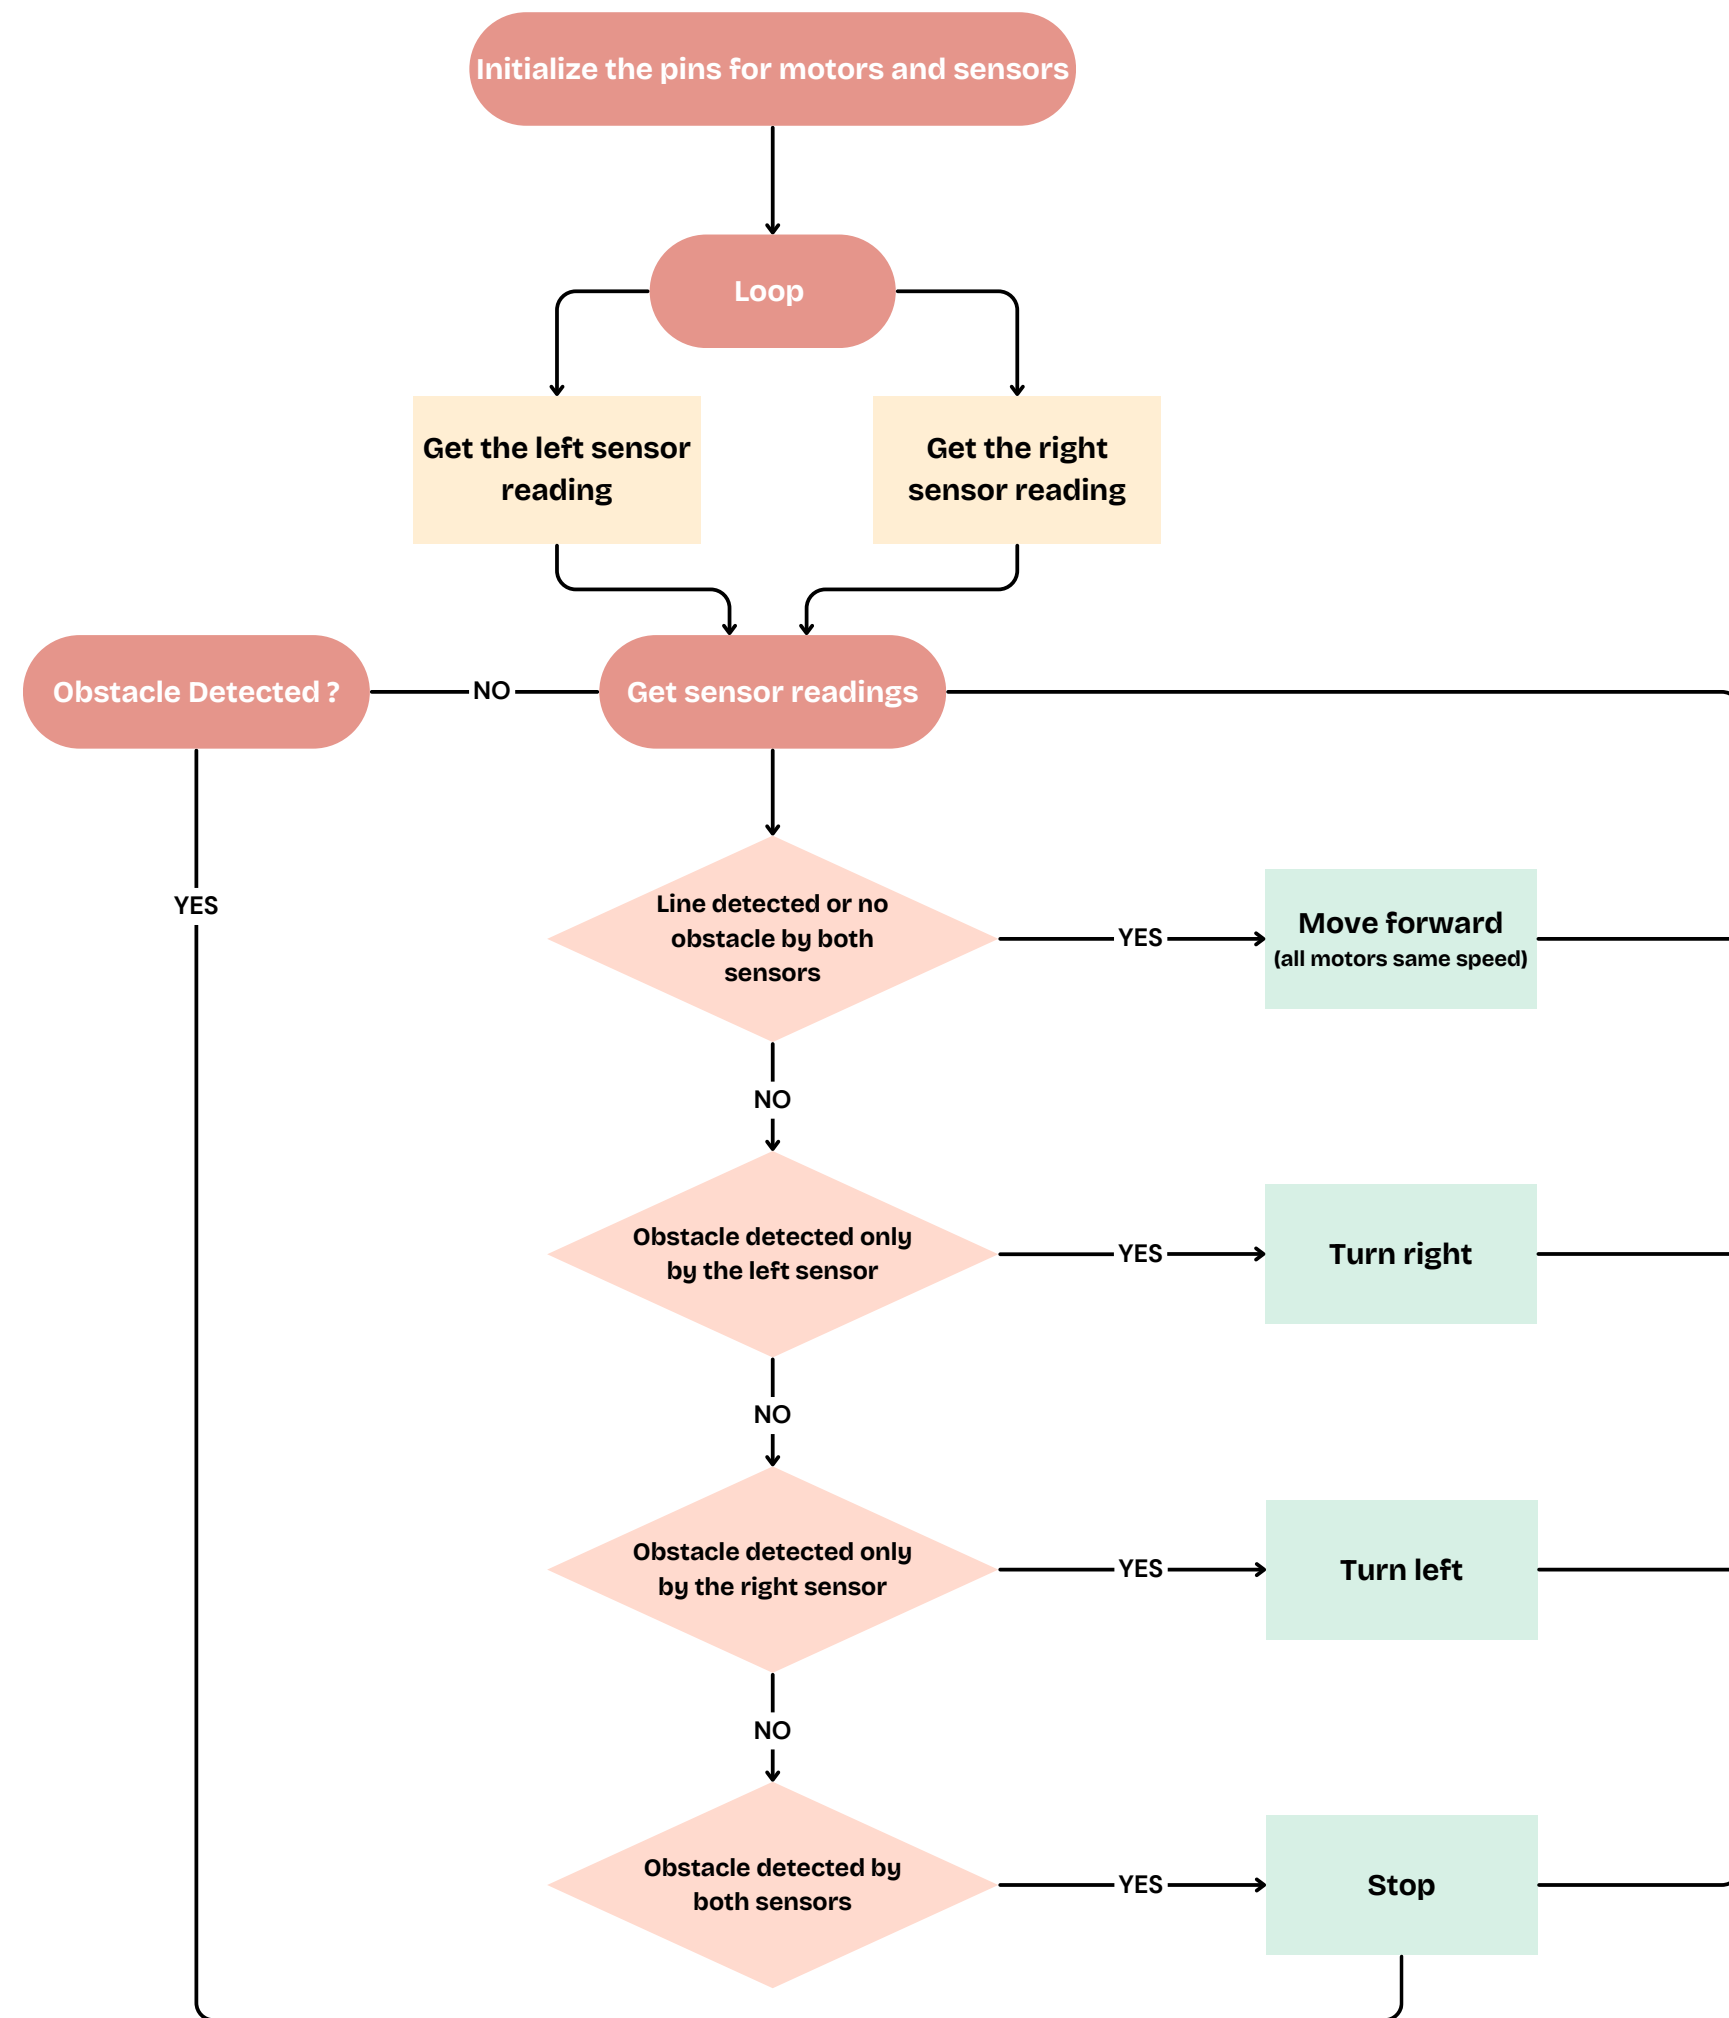 Initialize the pins for motors and sensors
Loop
Get the left sensor
reading
Get the right
sensor reading
Obstacle Detected ?
NO
Get sensor readings
YES
Line detected or no
obstacle by both
sensors
YES
Move forward
(all motors same speed)
NO
Obstacle detected only
by the left sensor
YES
Turn right
NO
Obstacle detected only
by the right sensor
YES
Turn left
NO
Obstacle detected by
both sensors
YES
Stop